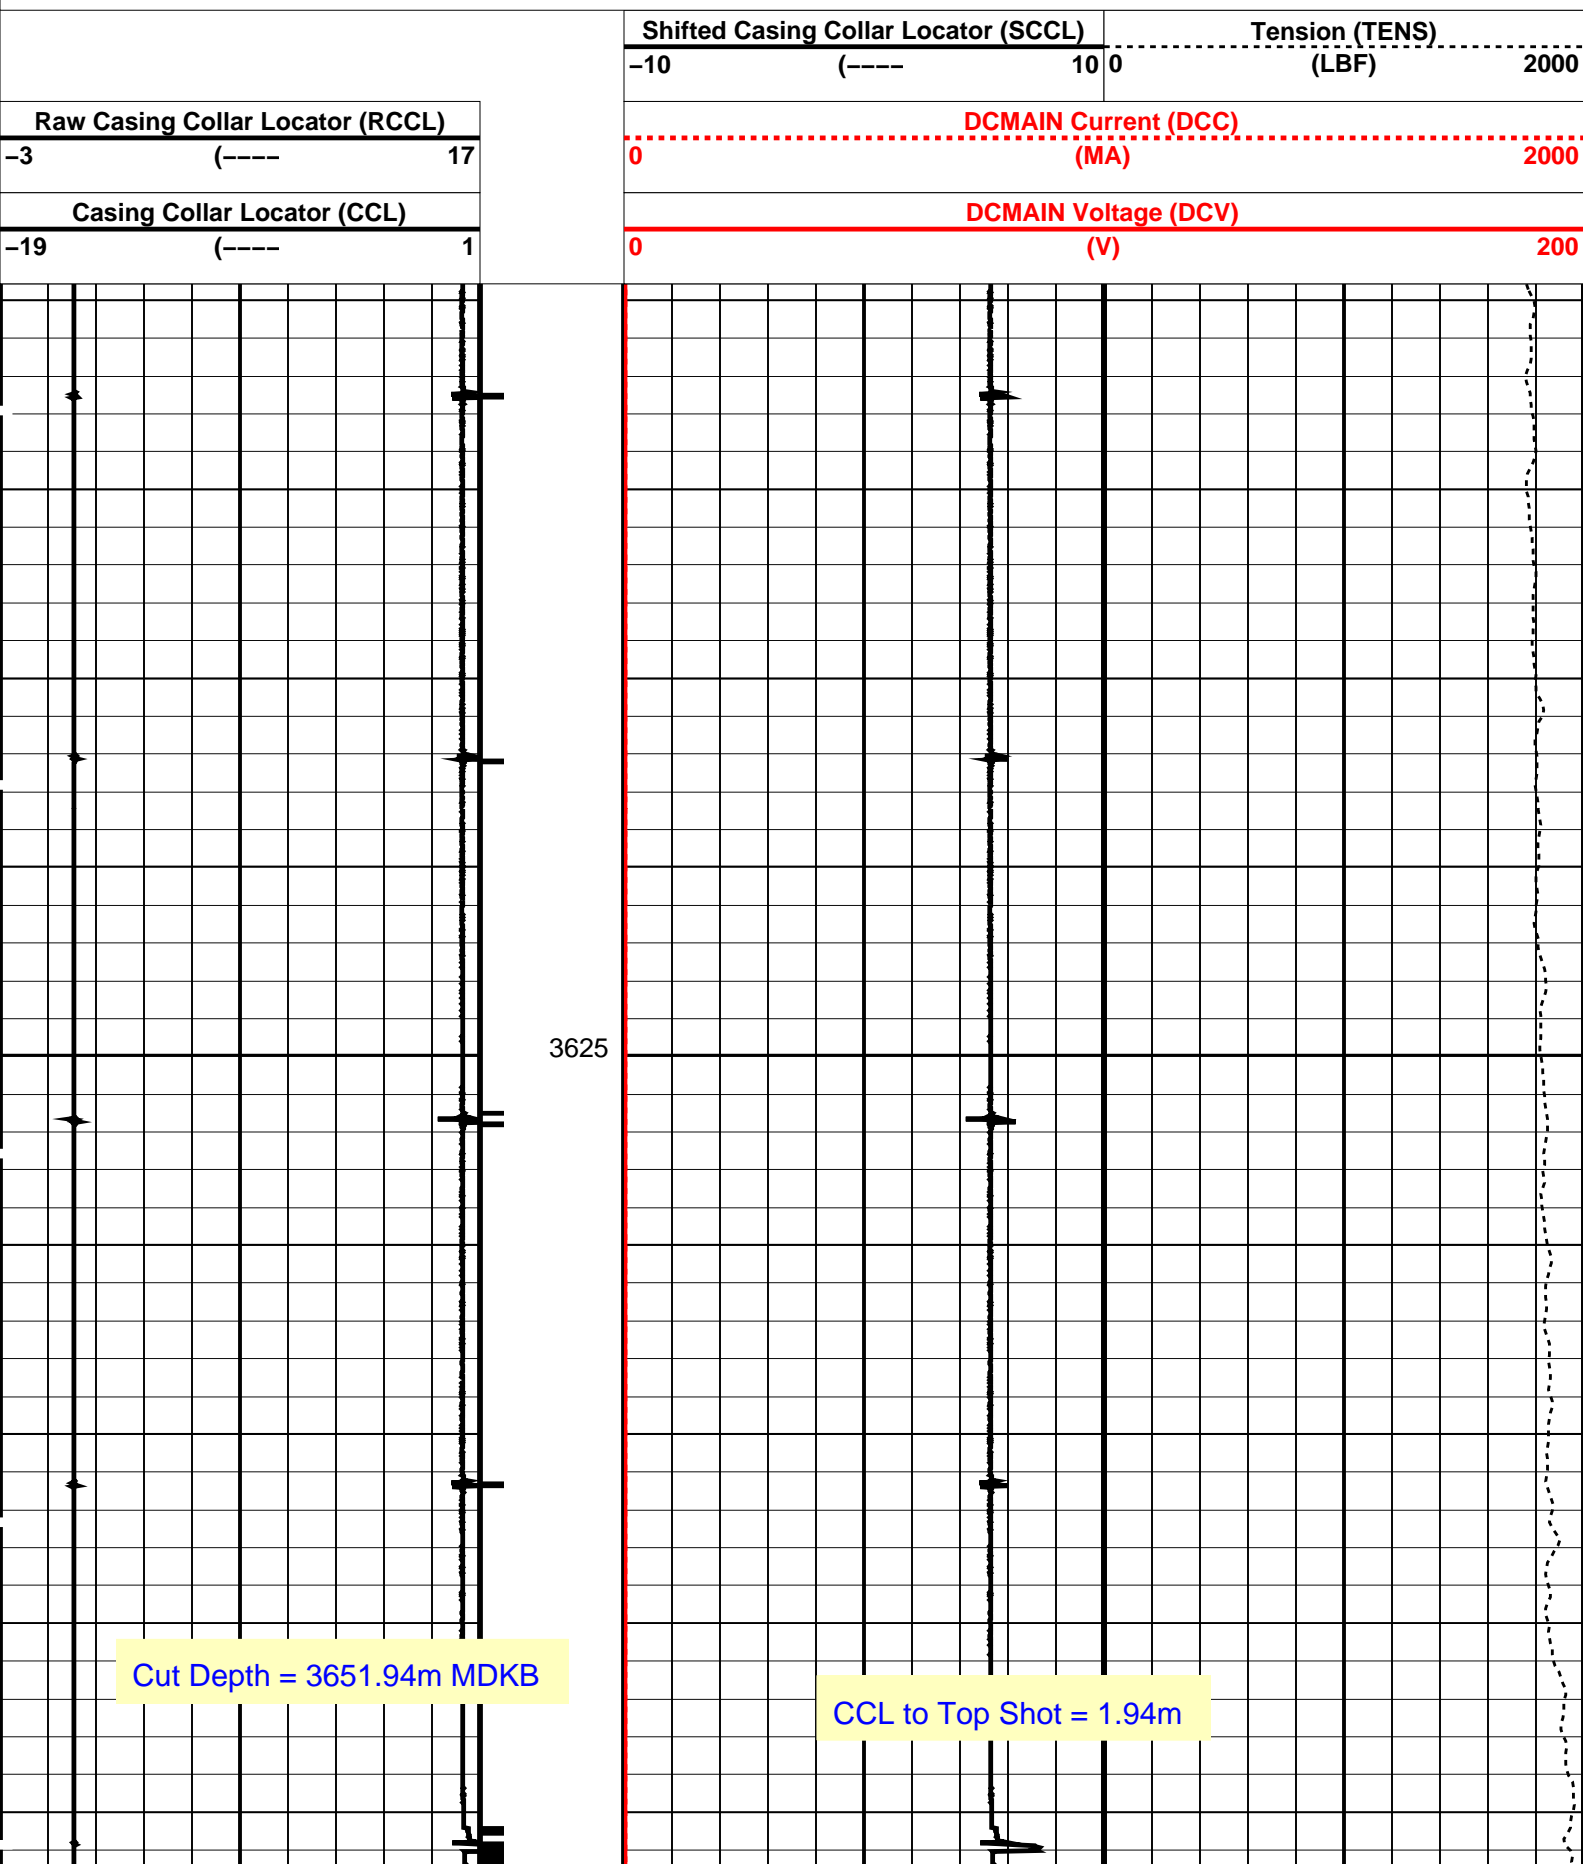 Shifted Casing Collar Locator (SCCL)
−10 (−−−− 10
Tension (TENS)
0 (LBF) 2000
Raw Casing Collar Locator (RCCL)
−3 (−−−− 17
DCMAIN Current (DCC)
0 (MA) 2000
Casing Collar Locator (CCL)
−19 (−−−− 1
DCMAIN Voltage (DCV)
0 (V) 200
3625
Cut Depth = 3651.94m MDKB
CCL to Top Shot = 1.94m